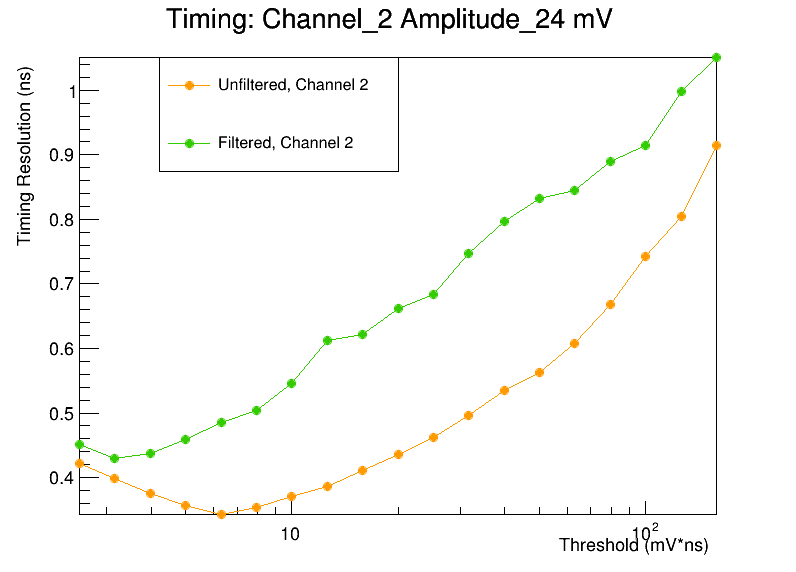 Timing: Channel_2 Amplitude_24 mV
Timing Resolution (ns)
Unfiltered, Channel 2
Filtered, Channel 2
1
0.9
0.8
0.7
0.6
0.5
0.4
10
10²
Threshold (mV*ns)